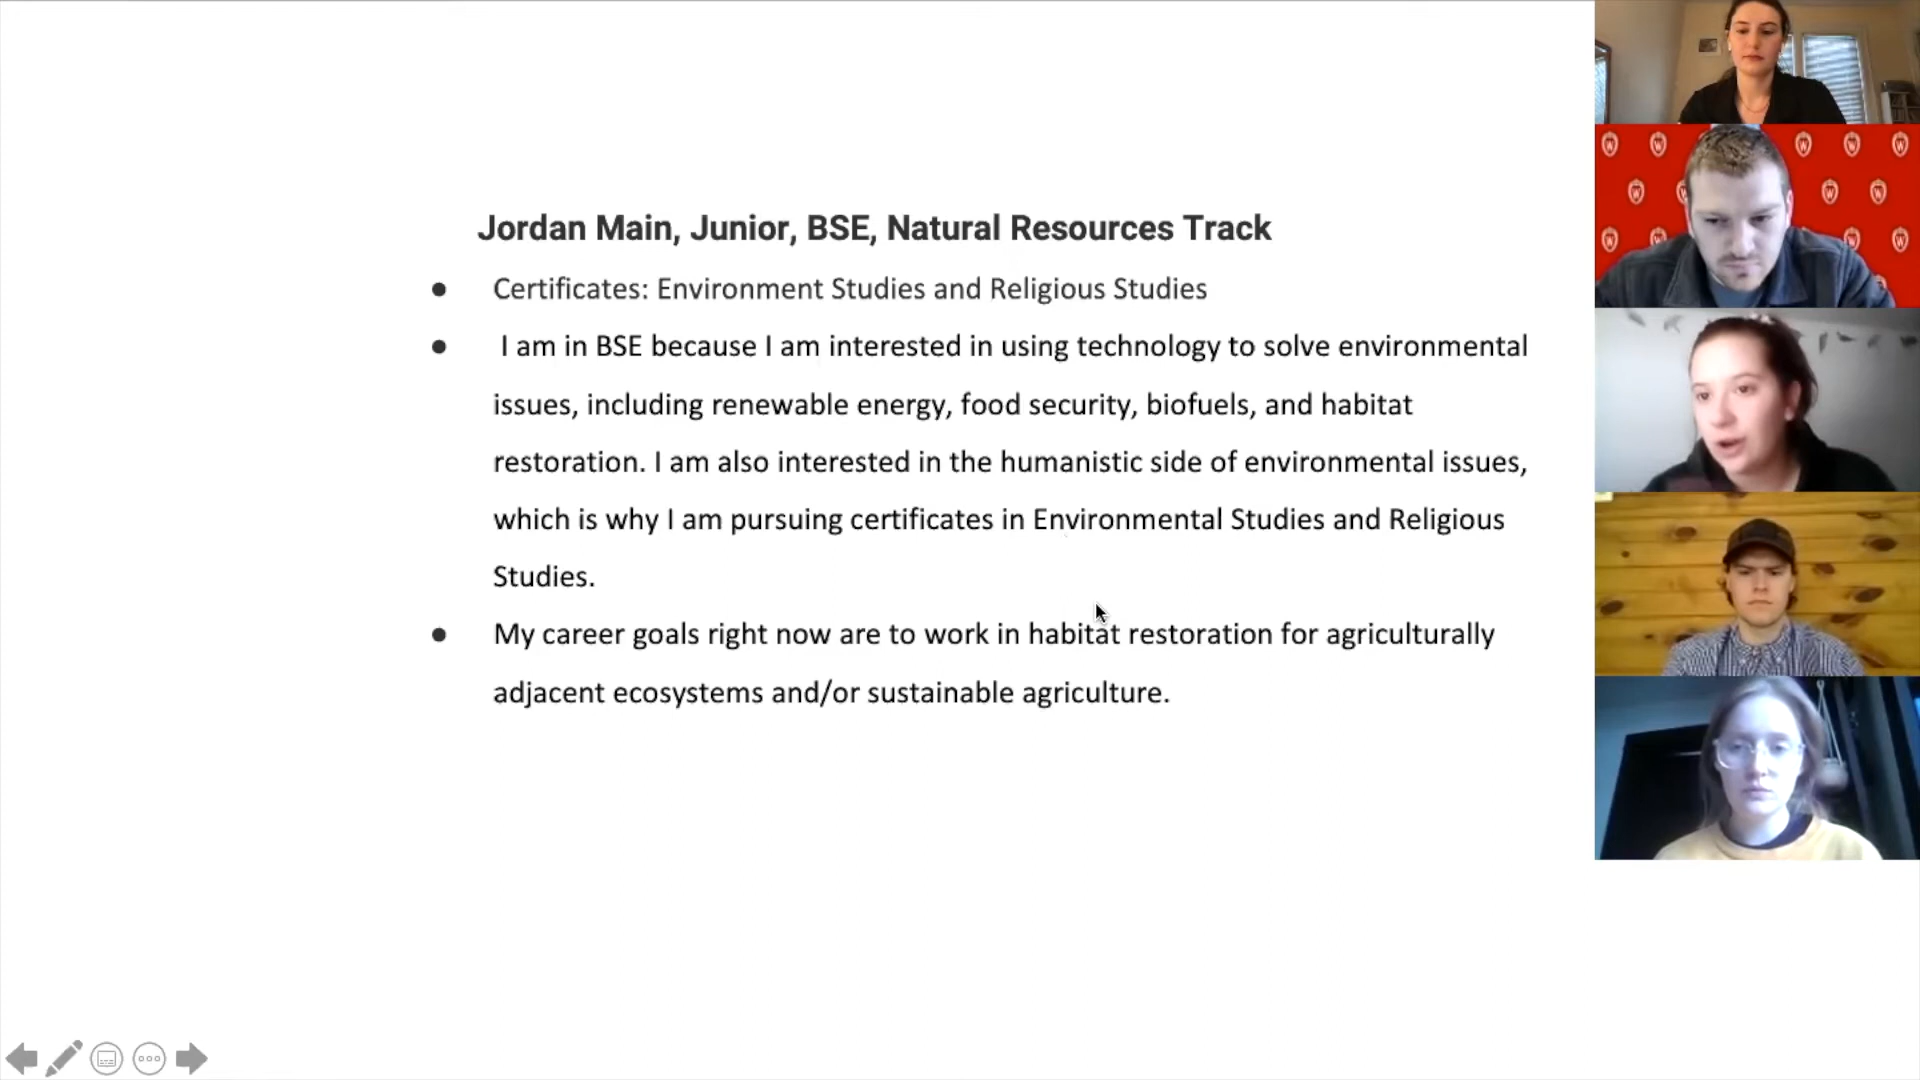 Jordan Main, Junior, BSE, Natural Resources Track
● Certificates: Environment Studies and Religious Studies
● I am in BSE because I am interested in using technology to solve environmental
issues, including renewable energy, food security, biofuels, and habitat
restoration. I am also interested in the humanistic side of environmental issues,
which is why I am pursuing certificates in Environmental Studies and Religious
Studies.
● My career goals right now are to work in habitat restoration for agriculturally
adjacent ecosystems and/or sustainable agriculture.